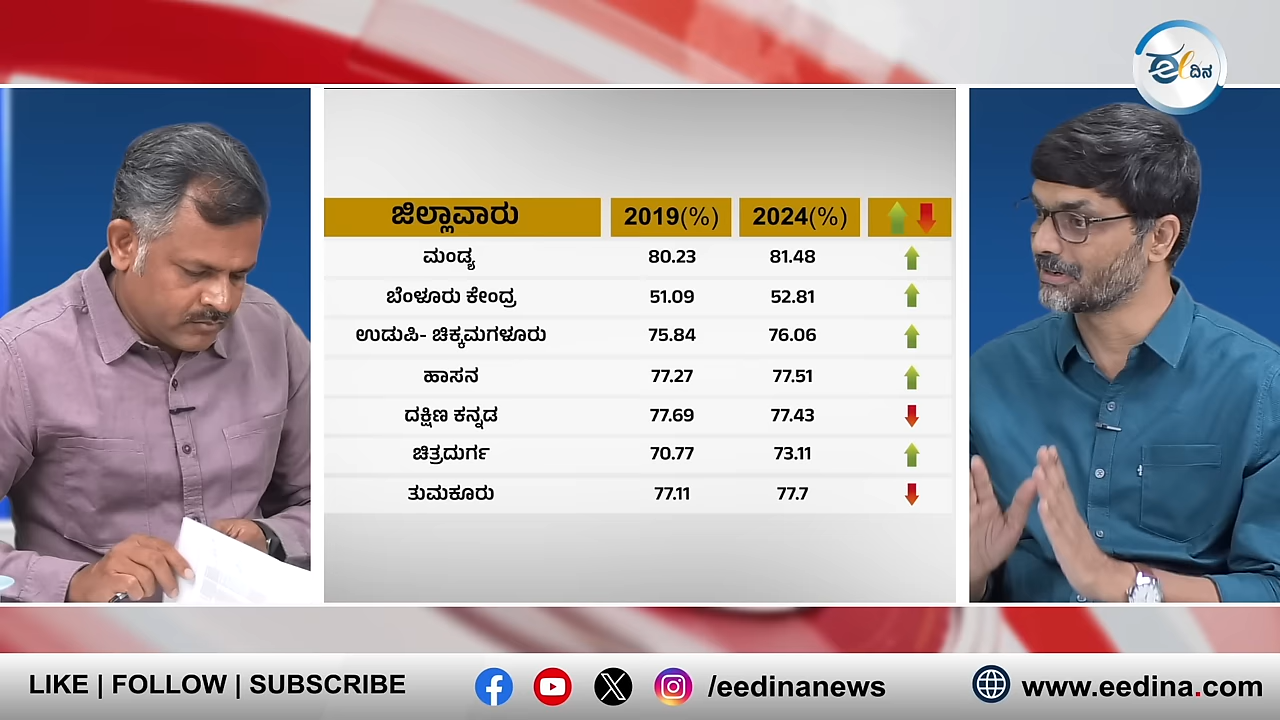 ಈ ದಿನ
ಜಿಲ್ಲಾವಾರು 2019(%) 2024(%)
ಮಂಡ್ಯ 80.23 81.48
ಬೆಂಳೂರು ಕೇಂದ್ರ 51.09 52.81
ಉಡುಪಿ- ಚಿಕ್ಕಮಗಳೂರು 75.84 76.06
ಹಾಸನ 77.27 77.51
ದಕ್ಷಿಣ ಕನ್ನಡ 77.69 77.43
ಚಿತ್ರದುರ್ಗ 70.77 73.11
ತುಮಕೂರು 77.11 77.7
LIKE | FOLLOW | SUBSCRIBE /eedinanews www.eedina.com